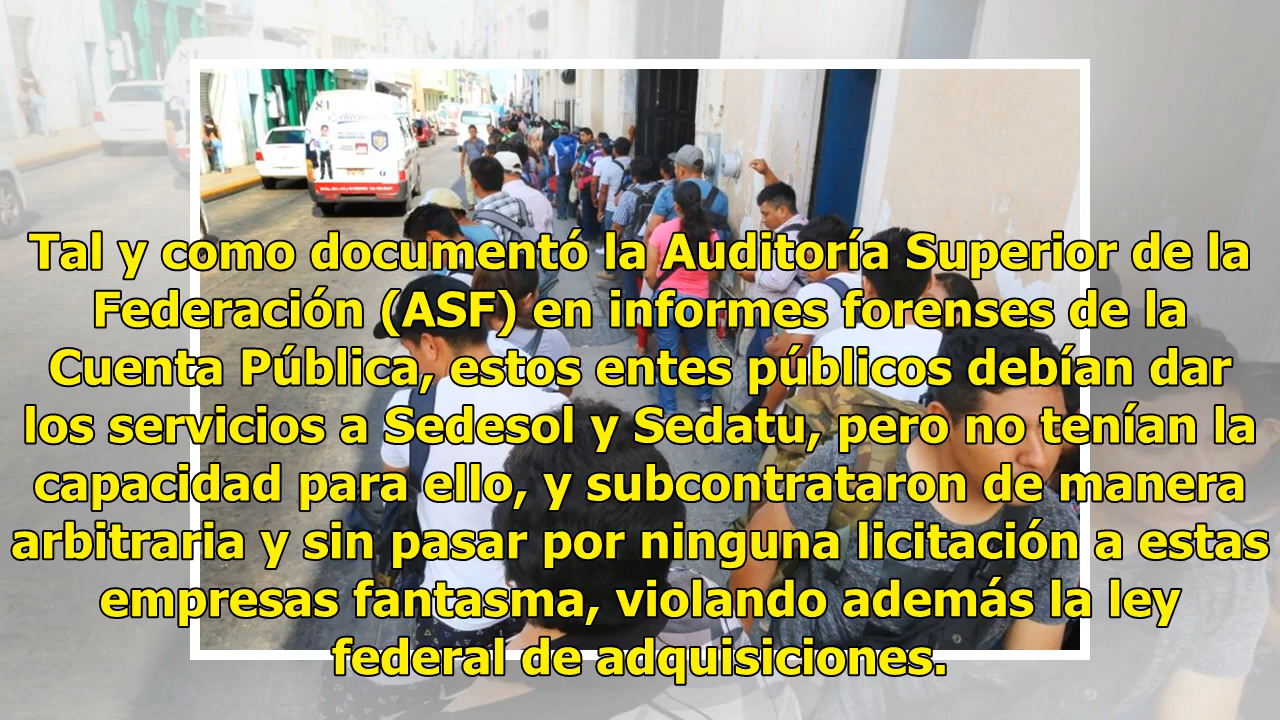 81
Tal y como documentó la Auditoría Superior de la
Federación (ASF) en informes forenses de la
Cuenta Pública, estos entes públicos debían dar
los servicios a Sedesol y Sedatu, pero no tenían la
capacidad para ello, y subcontrataron de manera
arbitraria y sin pasar por ninguna licitación a estas
empresas fantasma, violando además la ley
federal de adquisiciones.